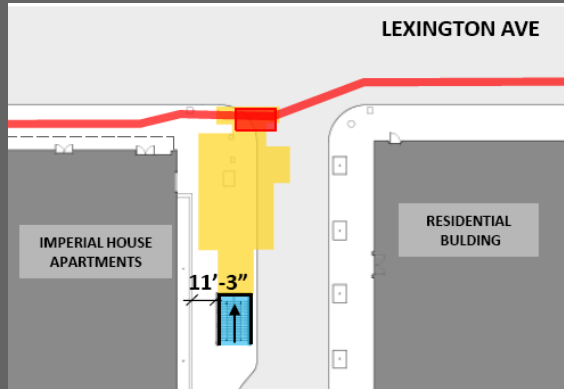 LEXINGTON AVE
IMPERIAL HOUSE
APARTMENTS
RESIDENTIAL
BULDING
11’-3”